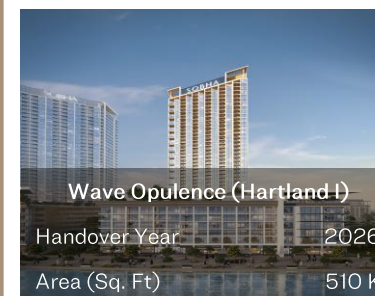 SOBHA
Wave Opulence (Hartland I)
Handover Year 2026
Area (Sq. Ft) 510 K